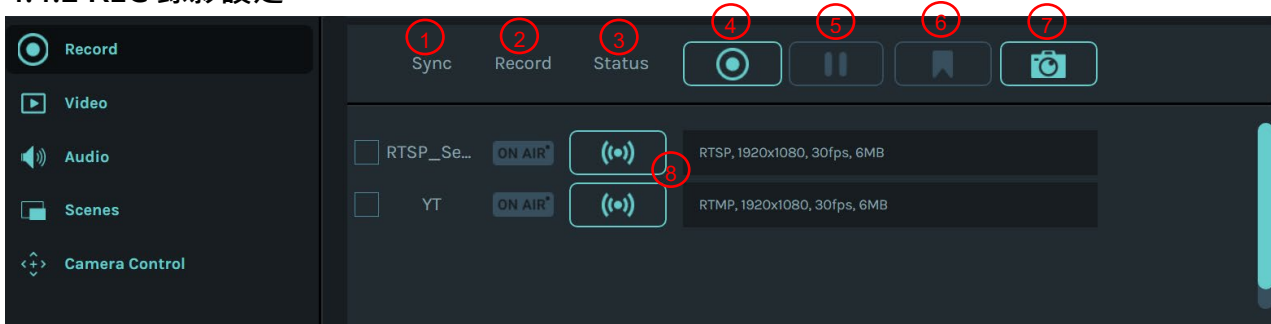 Record
Video
Audio
Scenes
Camera Control
1 2 3 4 5 6 7
Sync Record Status
RTSP_Se... ON AIR RTSP, 1920x1080, 30fps, 6MB
8
YT ON AIR RTMP, 1920x1080, 30fps, 6MB